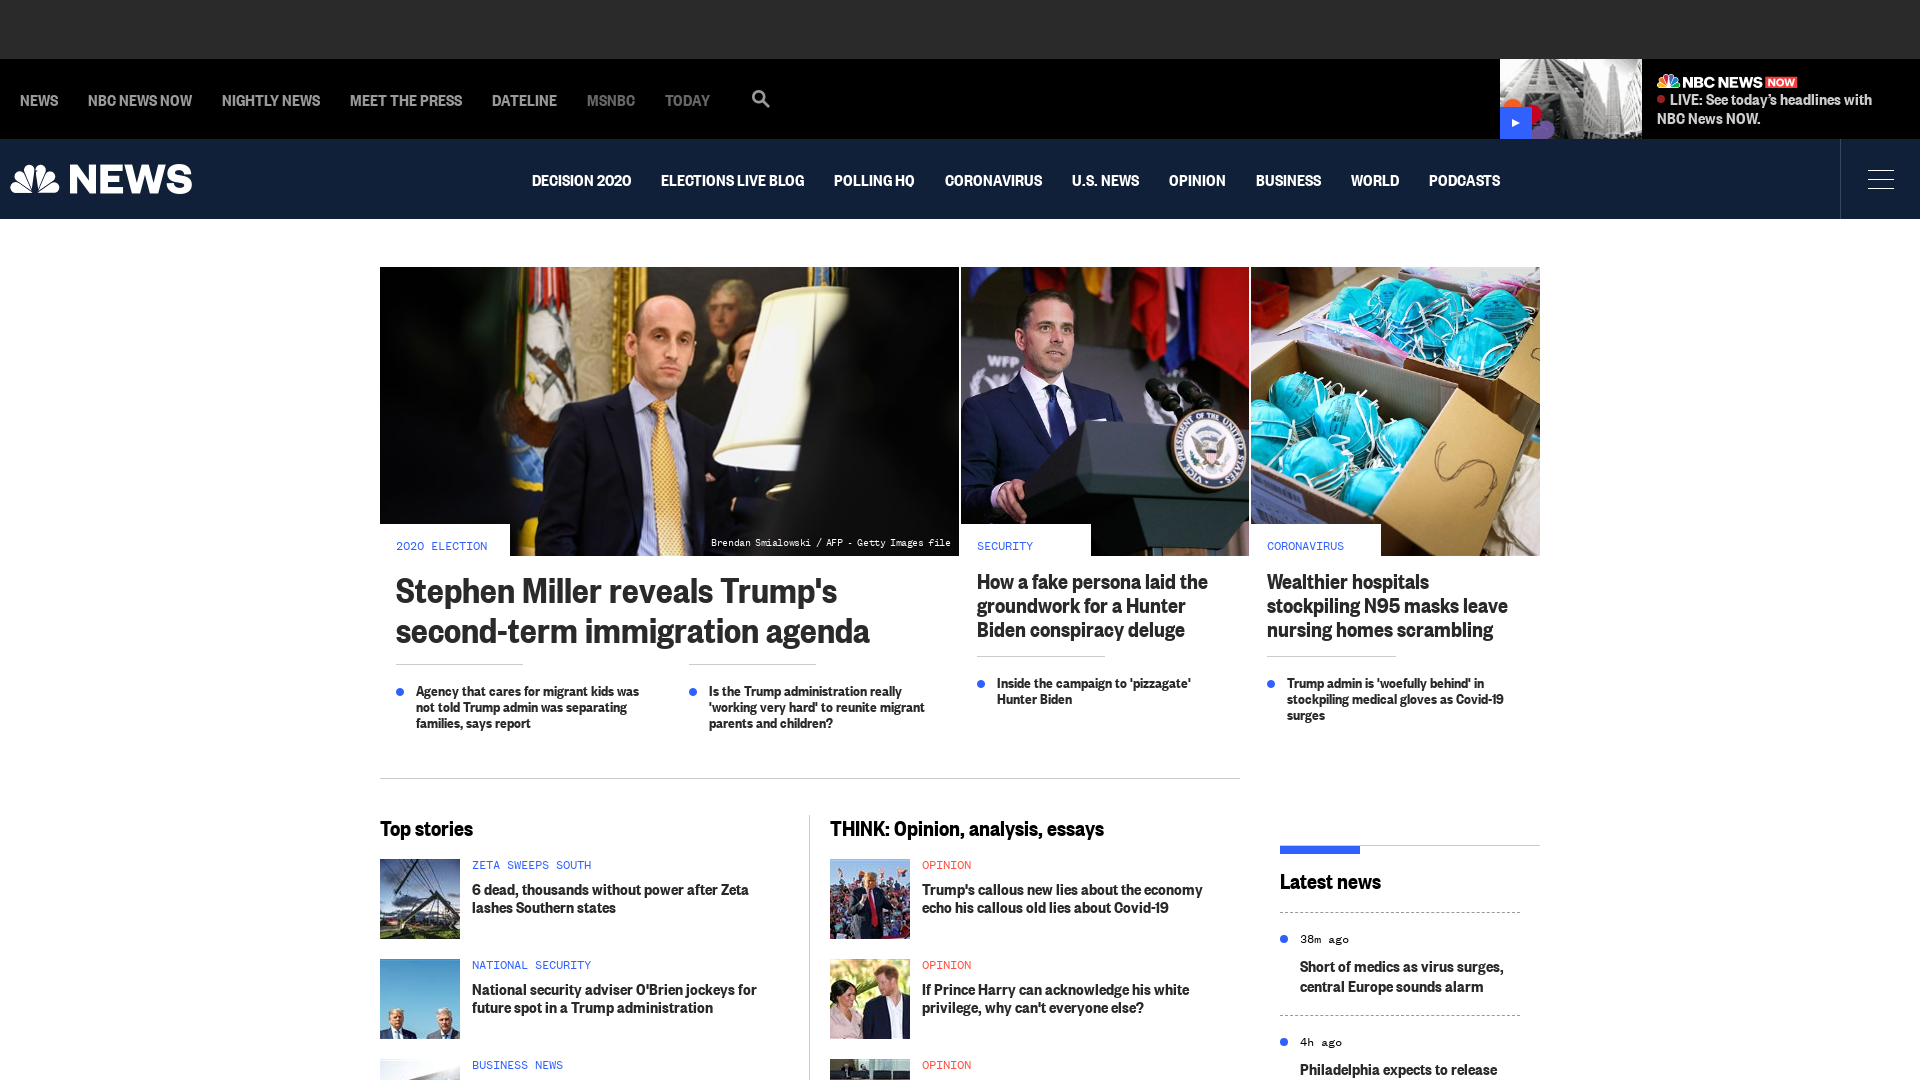 NEWS
NBC NEWS NOW
NIGHTLY NEWS
MEET THE PRESS
DATELINE
MSNBC
TODAY
NBC NEWS NOW
LIVE: See today's headlines with
NBC News NOW.
NEWS
DECISION 2020
ELECTIONS LIVE BLOG
POLLING HQ
CORONAVIRUS
U.S. NEWS
OPINION
BUSINESS
WORLD
PODCASTS
WFP
VICE PRESIDENT OF THE UNITED STATES
Brendan Smialowski / AFP - Getty Images file
2020 ELECTION
Stephen Miller reveals Trump's
second-term immigration agenda
Agency that cares for migrant kids was
not told Trump admin was separating
families, says report
Is the Trump administration really
'working very hard' to reunite migrant
parents and children?
SECURITY
How a fake persona laid the
groundwork for a Hunter
Biden conspiracy deluge
Inside the campaign to 'pizzagate'
Hunter Biden
CORONAVIRUS
Wealthier hospitals
stockpiling N95 masks leave
nursing homes scrambling
Trump admin is 'woefully behind' in
stockpiling medical gloves as Covid-19
surges
Top stories
ZETA SWEEPS SOUTH
6 dead, thousands without power after Zeta
lashes Southern states
NATIONAL SECURITY
National security adviser O'Brien jockeys for
future spot in a Trump administration
BUSINESS NEWS
THINK: Opinion, analysis, essays
OPINION
Trump's callous new lies about the economy
echo his callous old lies about Covid-19
OPINION
If Prince Harry can acknowledge his white
privilege, why can't everyone else?
OPINION
Latest news
38m ago
Short of medics as virus surges,
central Europe sounds alarm
4h ago
Philadelphia expects to release